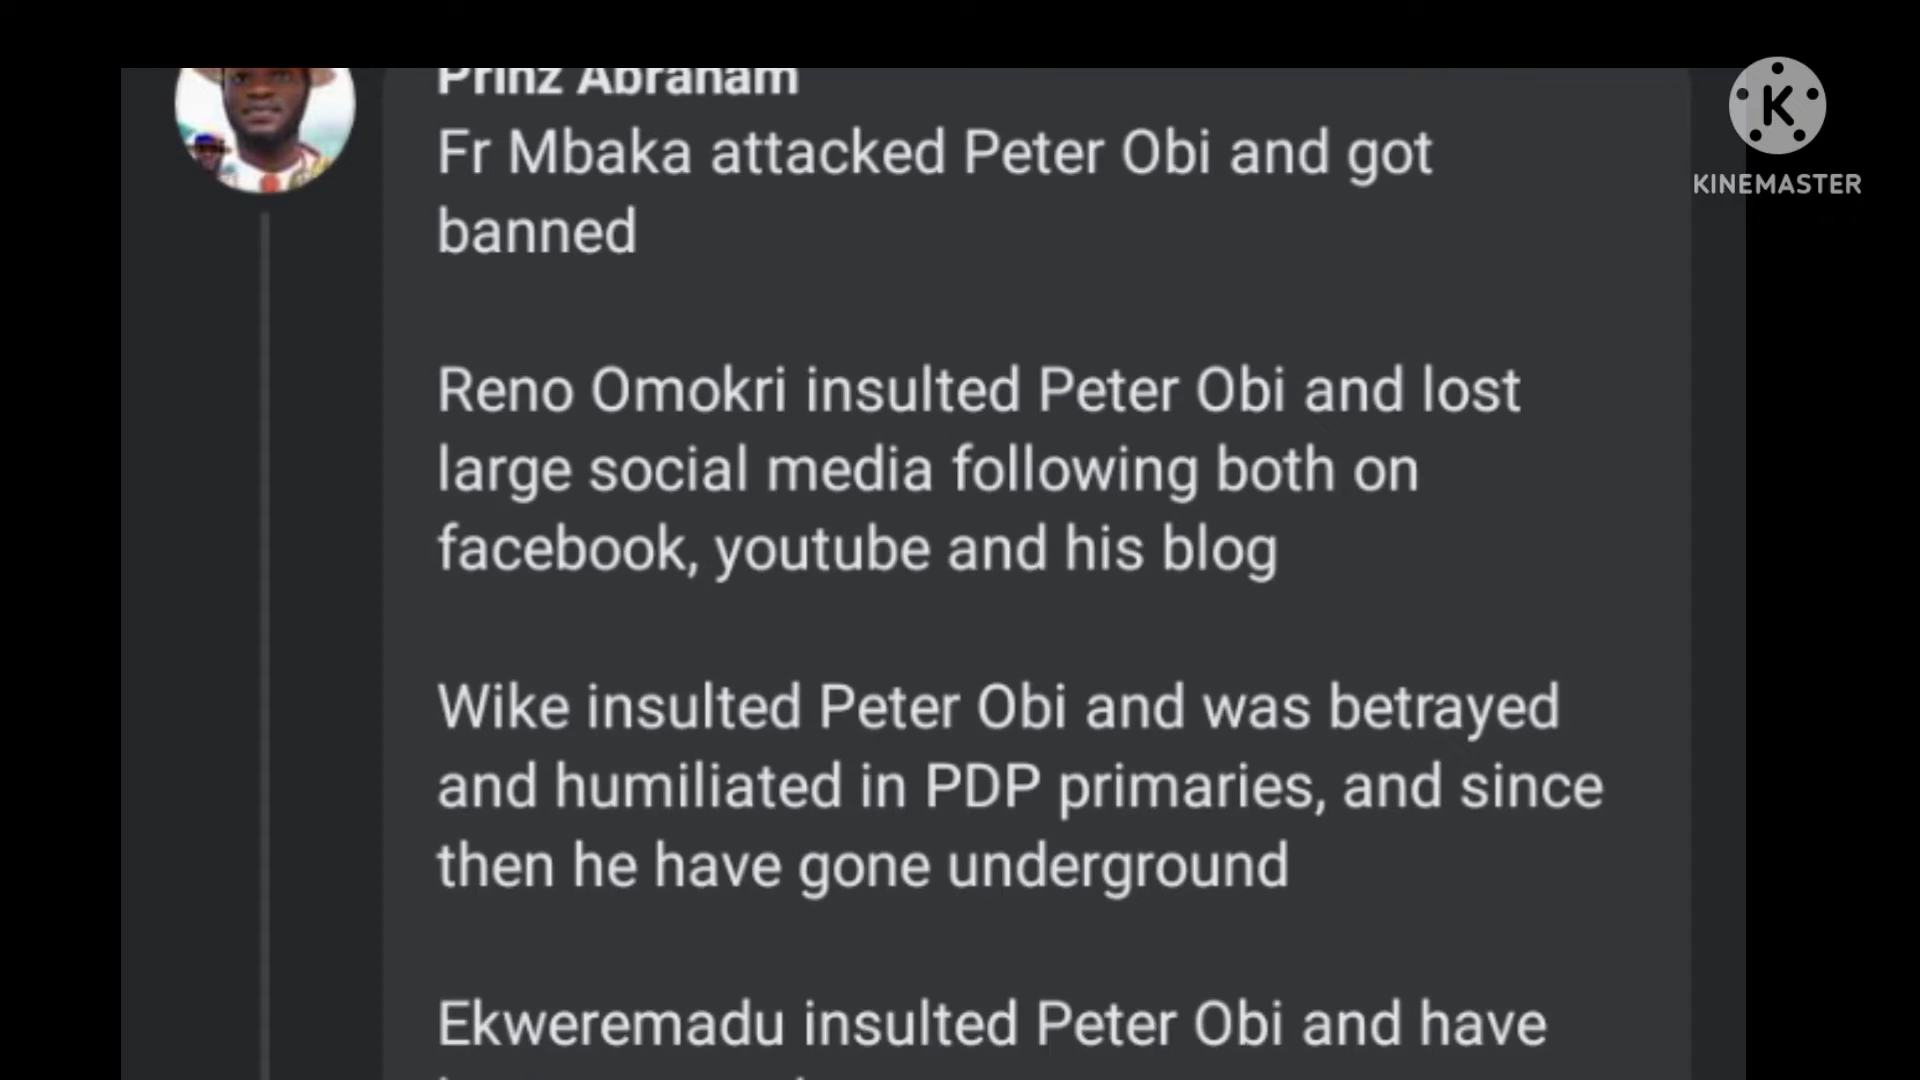 Prinz Abraham
Fr Mbaka attacked Peter Obi and got
banned
Reno Omokri insulted Peter Obi and lost
large social media following both on
facebook, youtube and his blog
Wike insulted Peter Obi and was betrayed
and humiliated in PDP primaries, and since
then he have gone underground
Ekweremadu insulted Peter Obi and have
K
KINEMASTER